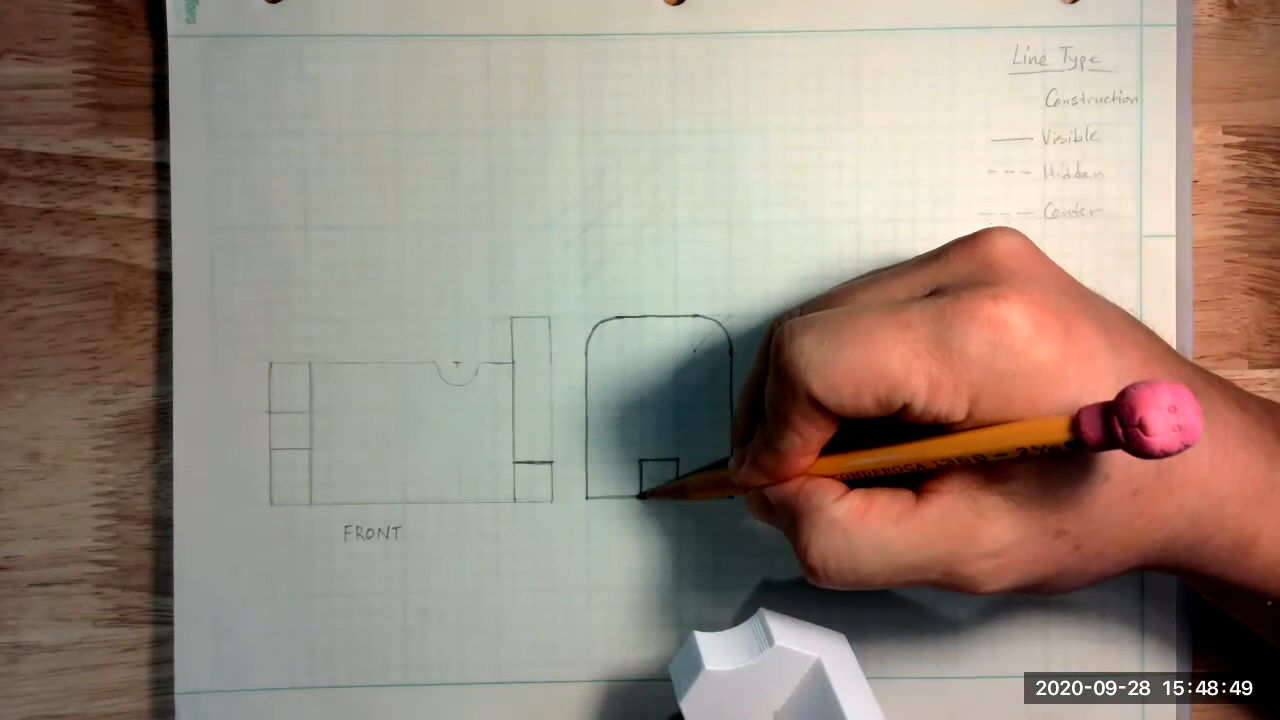 Line Type
Construction
Visible
Hidden
Center
FRONT
2020-09-28 15:48:49